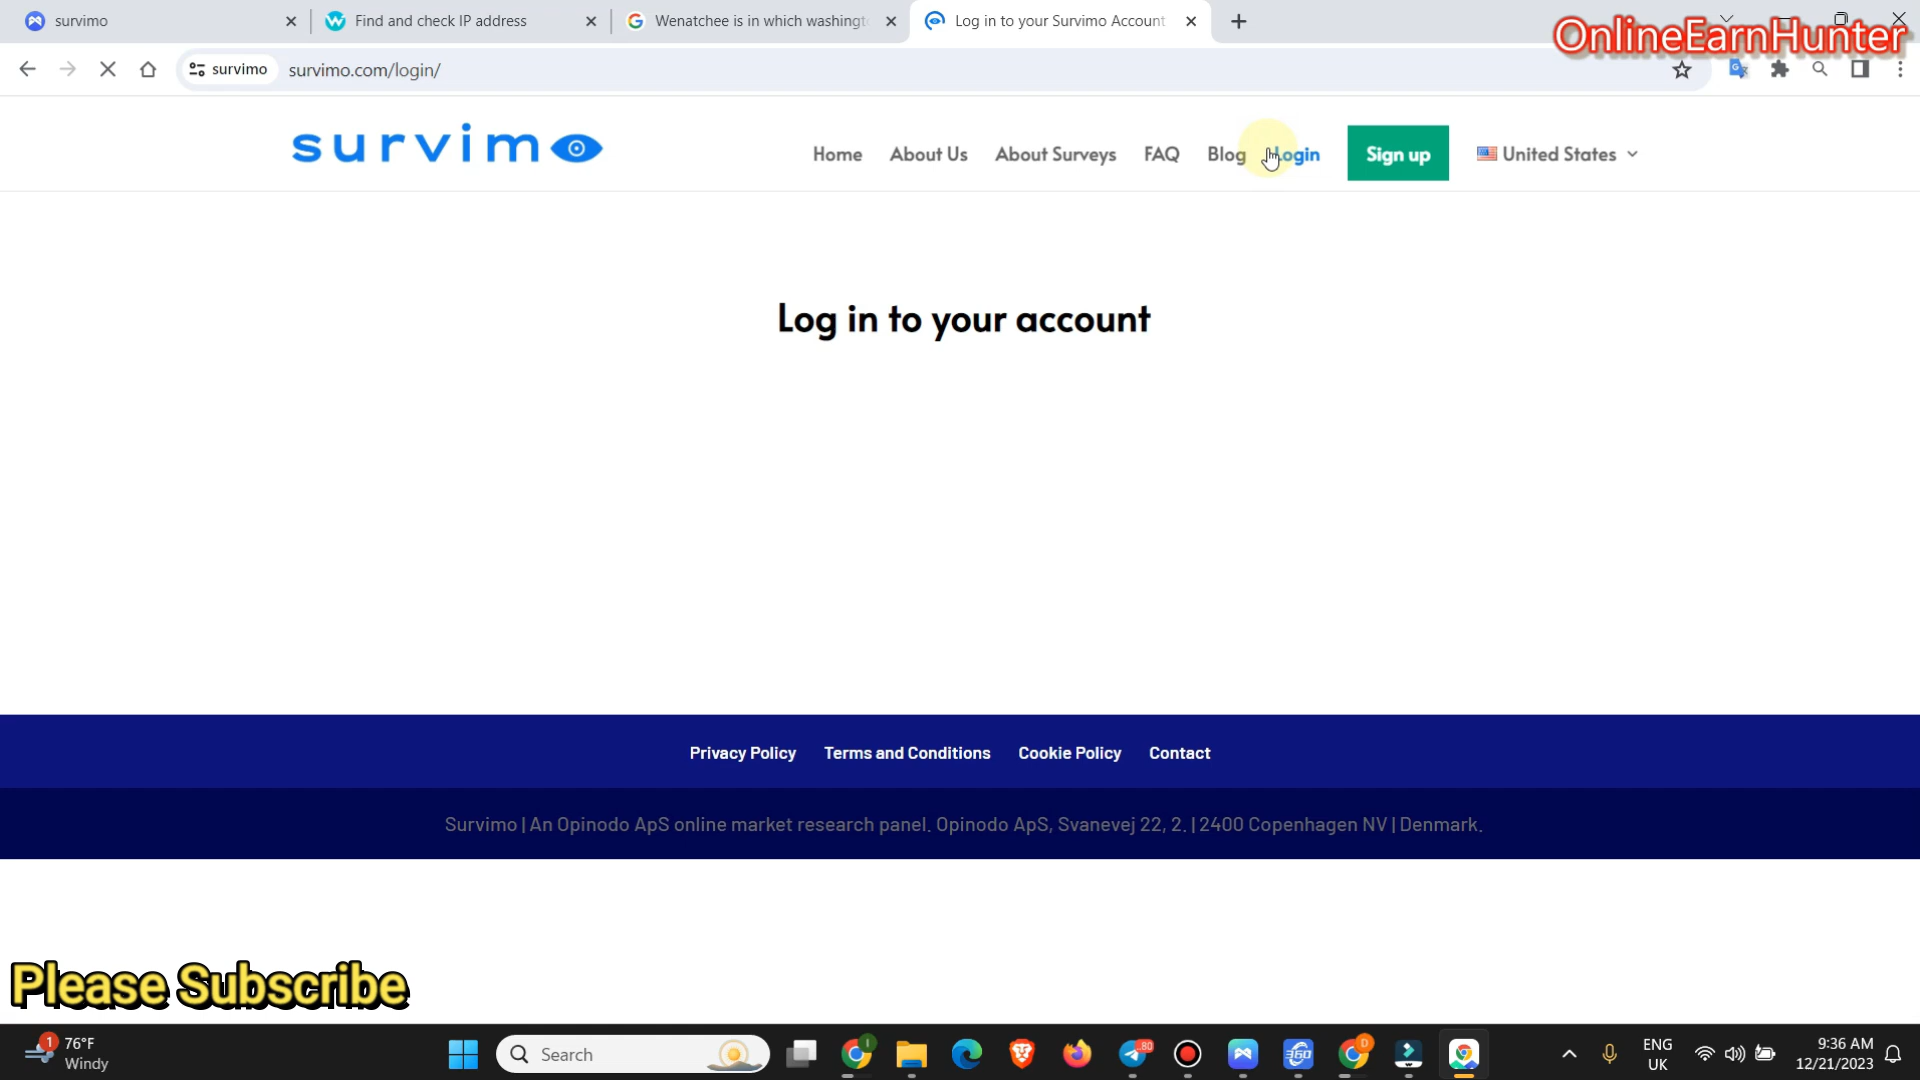 survimo
Find and check IP address
Wenatchee is in which washingt
Log in to your Survimo Account
OnlineEarnHunter
survimo
survimo.com/login/
survimo
Home
About Us
About Surveys
FAQ
Blog
Login
Sign up
United States
Log in to your account
Privacy Policy
Terms and Conditions
Cookie Policy
Contact
Survimo | An Opinodo ApS online market research panel. Opinodo ApS, Svanevej 22, 2. | 2400 Copenhagen NV | Denmark.
Please Subscribe
1
76°F
Windy
Search
80
360
D
ENG
UK
9:36 AM
12/21/2023